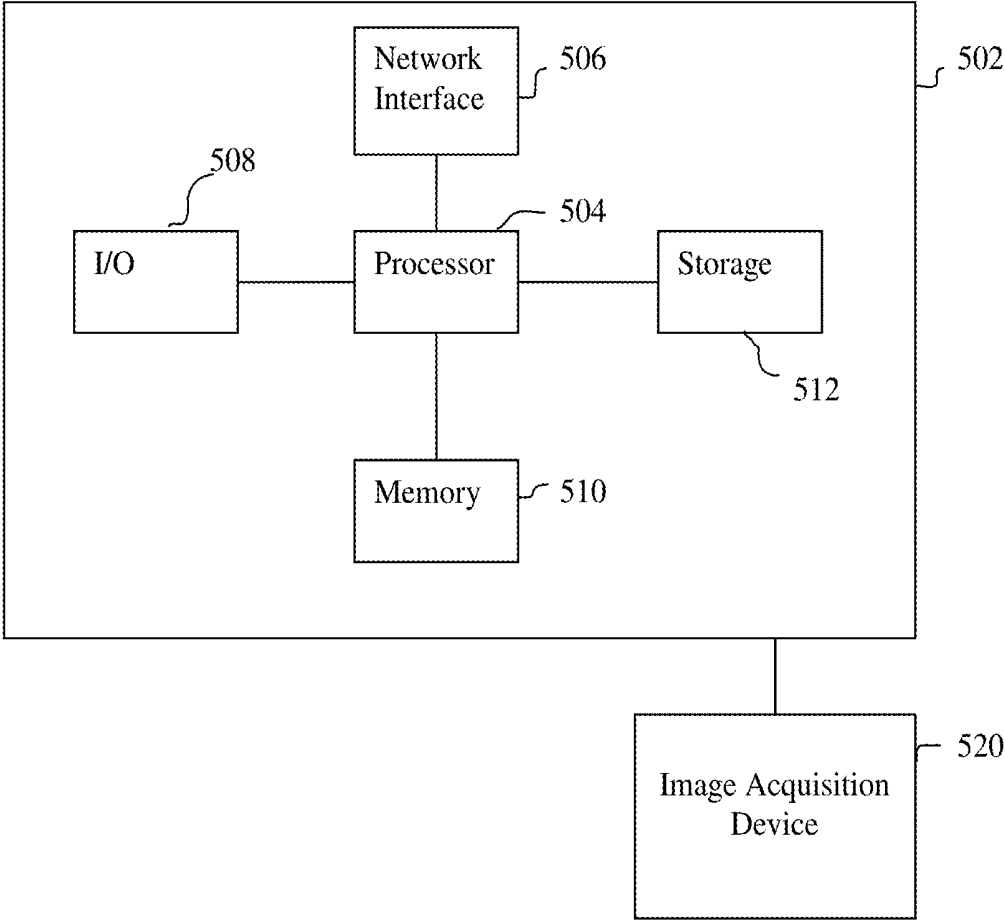 Network
Interface
506
502
508
504
I/O
Processor
Storage
512
Memory
510
520
Image Acquisition
Device